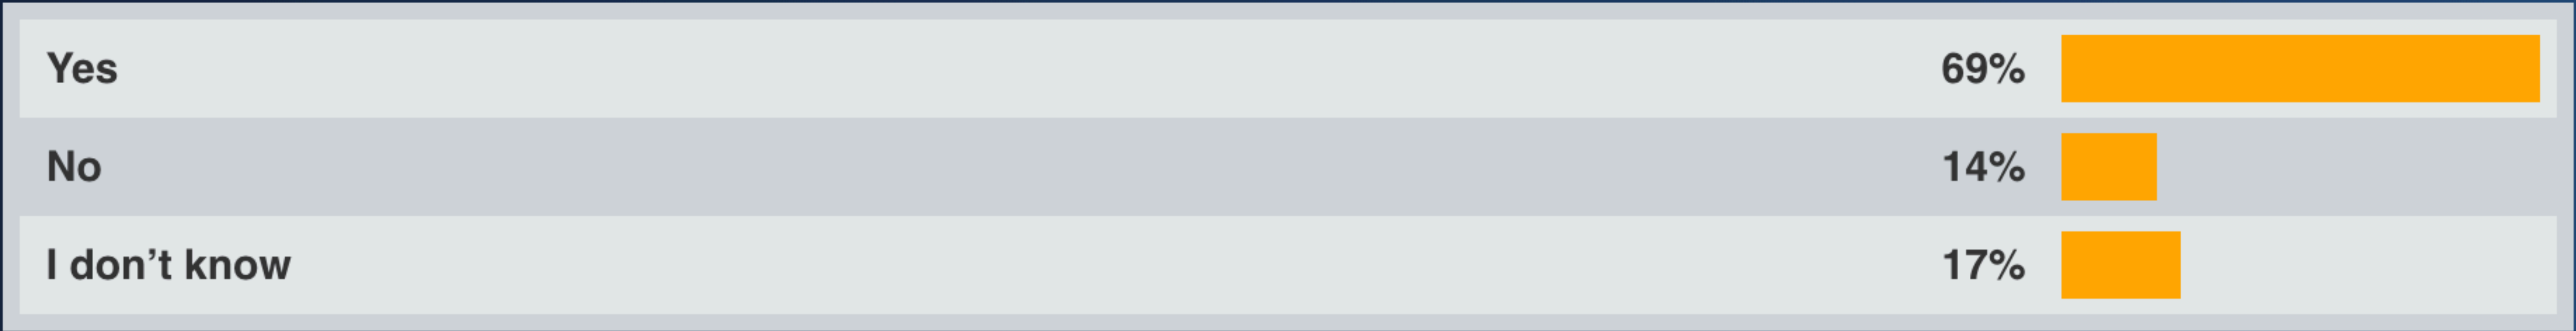 Yes 69%
No 14%
I don’t know 17%